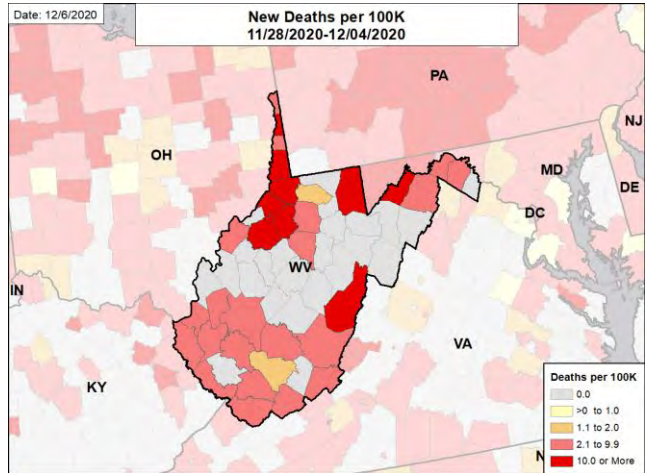 Date: 12/6/2020
New Deaths per 100K
11/28/2020-12/04/2020
PA
NJ
OH
MD
DE
DC
WV
IN
VA
KY
Deaths per 100K
0.0
>0 to 1.0
1.1 to 2.0
2.1 to 9.9
10.0 or More
N